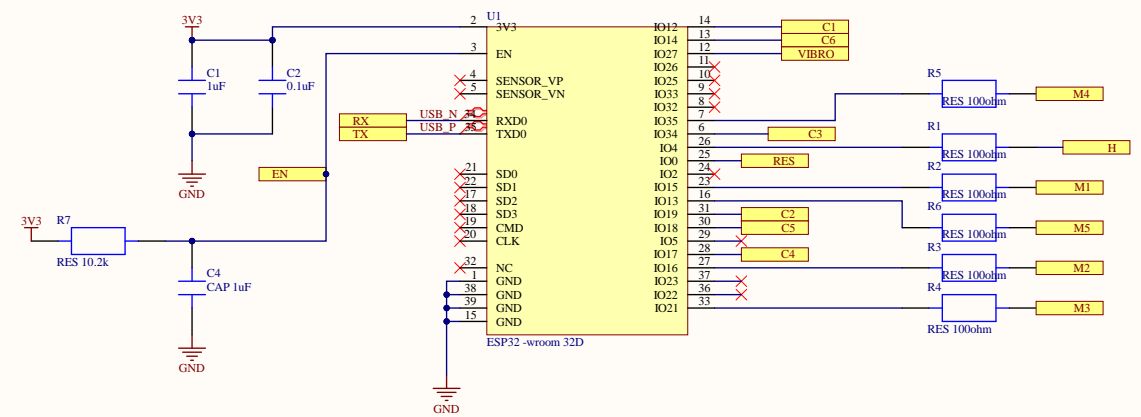 3V3
C1
1uF
C2
0.1uF
GND
EN
3V3
R7
RES 10.2k
C4
CAP 1uF
GND
RX
TX
USB_N
USB_P
U1
2 3V3
3 EN
4 SENSOR_VP
5 SENSOR_VN
34 RXD0
35 TXD0
21 SD0
22 SD1
17 SD2
18 SD3
19 CMD
20 CLK
32 NC
1 GND
38 GND
39 GND
15 GND
GND
ESP32 -wroom 32D
IO12 14 C1
IO14 13 C6
IO27 12 VIBRO
IO26 11
IO25 10
IO33 9
IO32 8
IO35 7
IO34 6 C3
IO4 26
IO0 25 RES
IO2 24
IO15 23
IO13 16
IO19 31 C2
IO18 30 C5
IO5 29
IO17 28 C4
IO16 27
IO23 37
IO22 36
IO21 33
R5
RES 100ohm
M4
R1
RES 100ohm
H
R2
RES 100ohm
M1
R6
RES 100ohm
M5
R3
RES 100ohm
M2
R4
RES 100ohm
M3